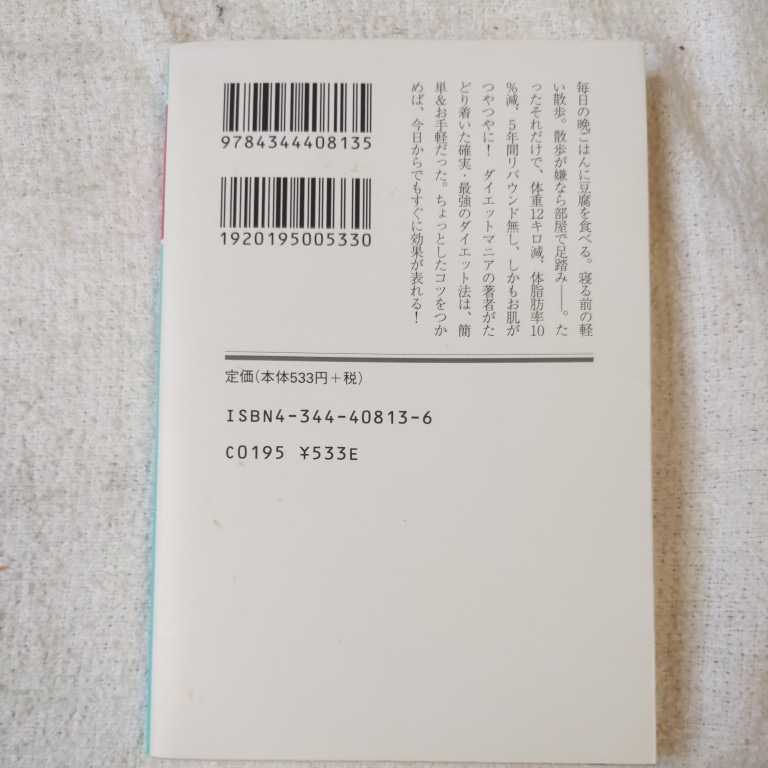 9784344408135
1920195005330
毎日の晩ごはんに豆腐を食べる。寝る前の軽
い散歩。散歩が嫌なら部屋で足踏み――。た
ったそれだけで、体重12キロ減、体脂肪率10
％減、5年間リバウンド無し、しかもお肌が
つやつやに！ ダイエットマニアの著者がた
どり着いた確実・最強のダイエット法は、簡
単＆お手軽だった。ちょっとしたコツをつか
めば、今日からでもすぐに効果が表れる！
定価(本体533円＋税)
ISBN4-344-40813-6
C0195 ¥533E